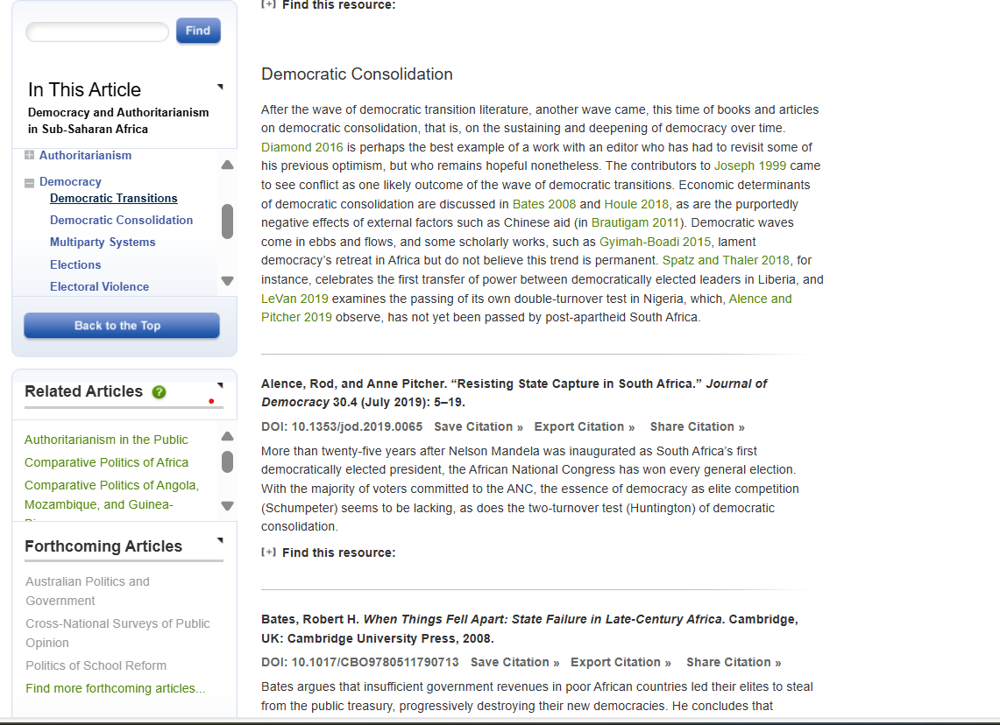 Find
In This Article
Democracy and Authoritarianism
in Sub-Saharan Africa
Authoritarianism
Democracy
Democratic Transitions
Democratic Consolidation
Multiparty Systems
Elections
Electoral Violence
Back to the Top
Related Articles ?
Authoritarianism in the Public
Comparative Politics of Africa
Comparative Politics of Angola,
Mozambique, and Guinea-
Forthcoming Articles
Australian Politics and
Government
Cross-National Surveys of Public
Opinion
Politics of School Reform
Find more forthcoming articles...
[+] Find this resource:
Democratic Consolidation
After the wave of democratic transition literature, another wave came, this time of books and articles
on democratic consolidation, that is, on the sustaining and deepening of democracy over time.
Diamond 2016 is perhaps the best example of a work with an editor who has had to revisit some of
his previous optimism, but who remains hopeful nonetheless. The contributors to Joseph 1999 came
to see conflict as one likely outcome of the wave of democratic transitions. Economic determinants
of democratic consolidation are discussed in Bates 2008 and Houle 2018, as are the purportedly
negative effects of external factors such as Chinese aid (in Brautigam 2011). Democratic waves
come in ebbs and flows, and some scholarly works, such as Gyimah-Boadi 2015, lament
democracy's retreat in Africa but do not believe this trend is permanent. Spatz and Thaler 2018, for
instance, celebrates the first transfer of power between democratically elected leaders in Liberia, and
LeVan 2019 examines the passing of its own double-turnover test in Nigeria, which, Alence and
Pitcher 2019 observe, has not yet been passed by post-apartheid South Africa.
Alence, Rod, and Anne Pitcher. “Resisting State Capture in South Africa.” Journal of
Democracy 30.4 (July 2019): 5–19.
DOI: 10.1353/jod.2019.0065 Save Citation » Export Citation » Share Citation »
More than twenty-five years after Nelson Mandela was inaugurated as South Africa's first
democratically elected president, the African National Congress has won every general election.
With the majority of voters committed to the ANC, the essence of democracy as elite competition
(Schumpeter) seems to be lacking, as does the two-turnover test (Huntington) of democratic
consolidation.
[+] Find this resource:
Bates, Robert H. When Things Fell Apart: State Failure in Late-Century Africa. Cambridge,
UK: Cambridge University Press, 2008.
DOI: 10.1017/CBO9780511790713 Save Citation » Export Citation » Share Citation »
Bates argues that insufficient government revenues in poor African countries led their elites to steal
from the public treasury, progressively destroying their new democracies. He concludes that